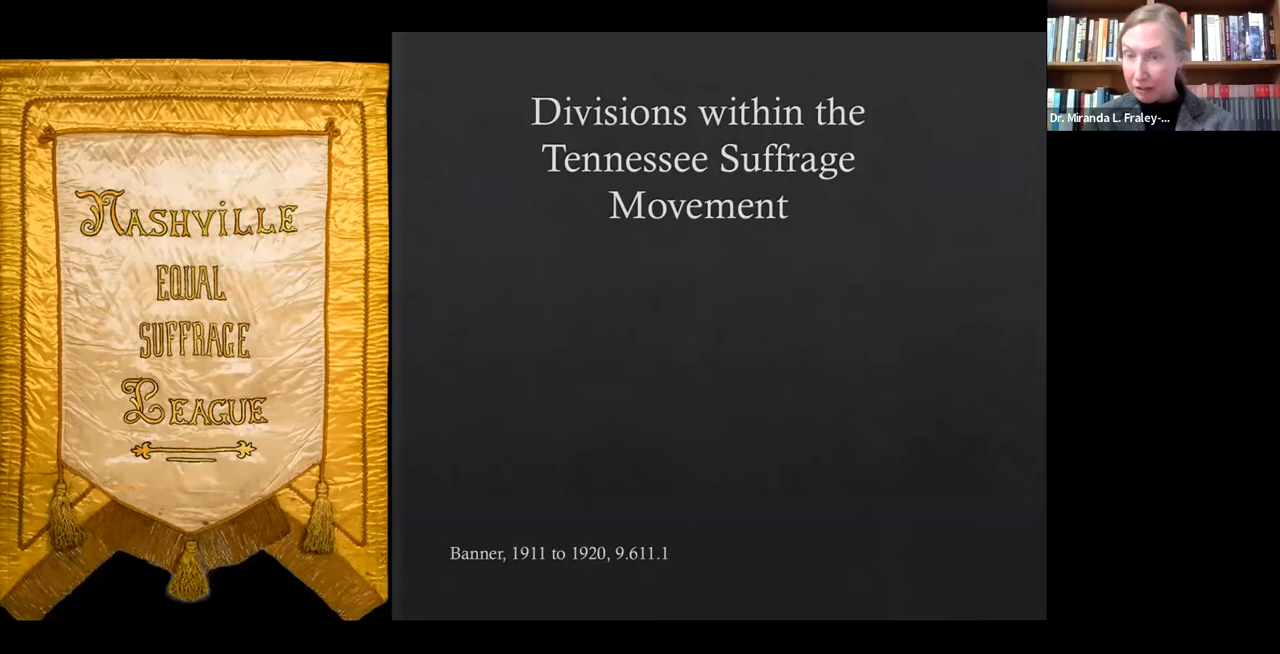 NASHVILLE
EQUAL
SUFFRAGE
LEAGUE
Divisions within the
Tennessee Suffrage
Movement
Banner, 1911 to 1920, 9.611.1
Dr. Miranda L. Fraley-...